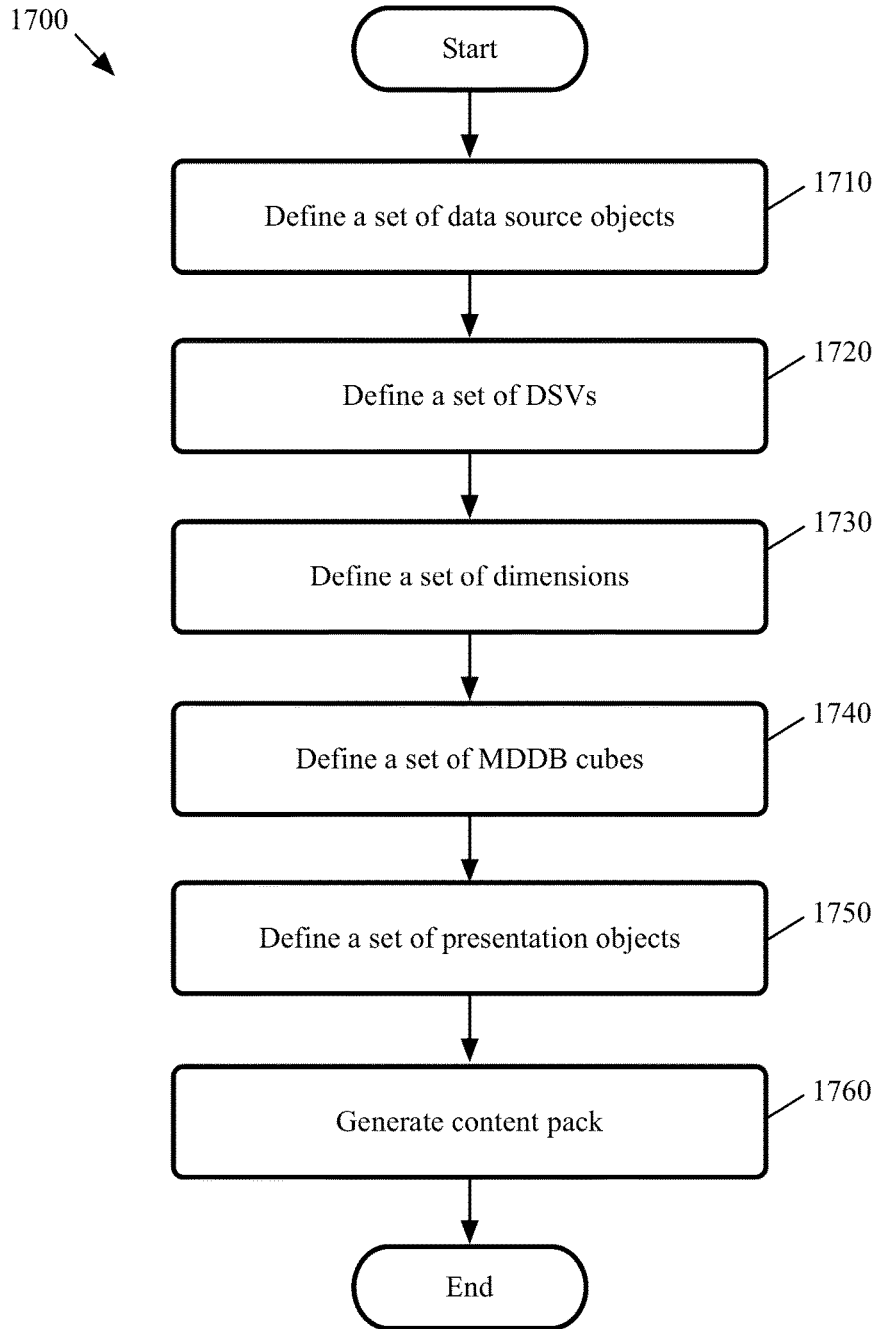 1700
Start
1710
Define a set of data source objects
1720
Define a set of DSVs
1730
Define a set of dimensions
1740
Define a set of MDDB cubes
1750
Define a set of presentation objects
1760
Generate content pack
End